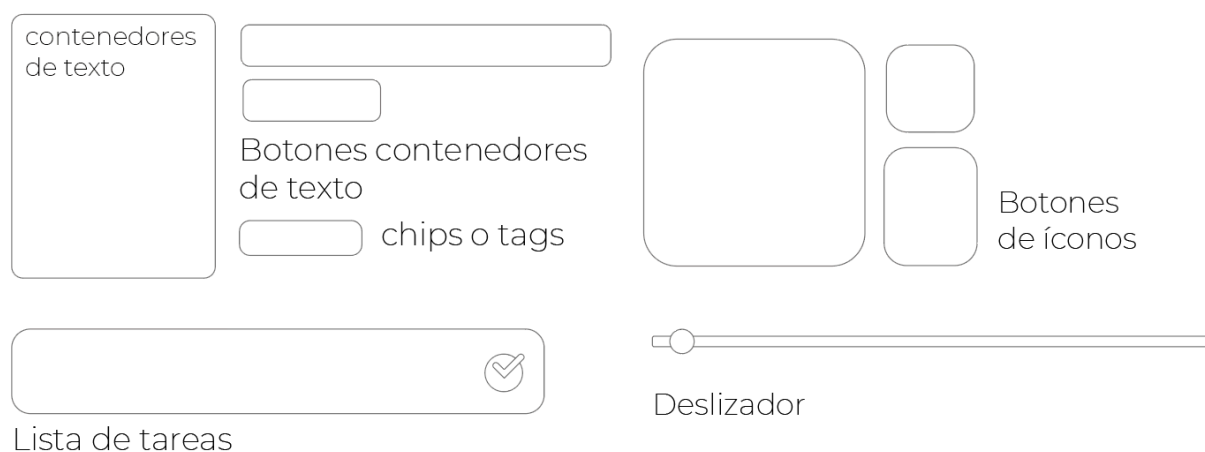 contenedores
de texto
Botones contenedores
de texto
chips o tags
Botones
de íconos
Lista de tareas
Deslizador